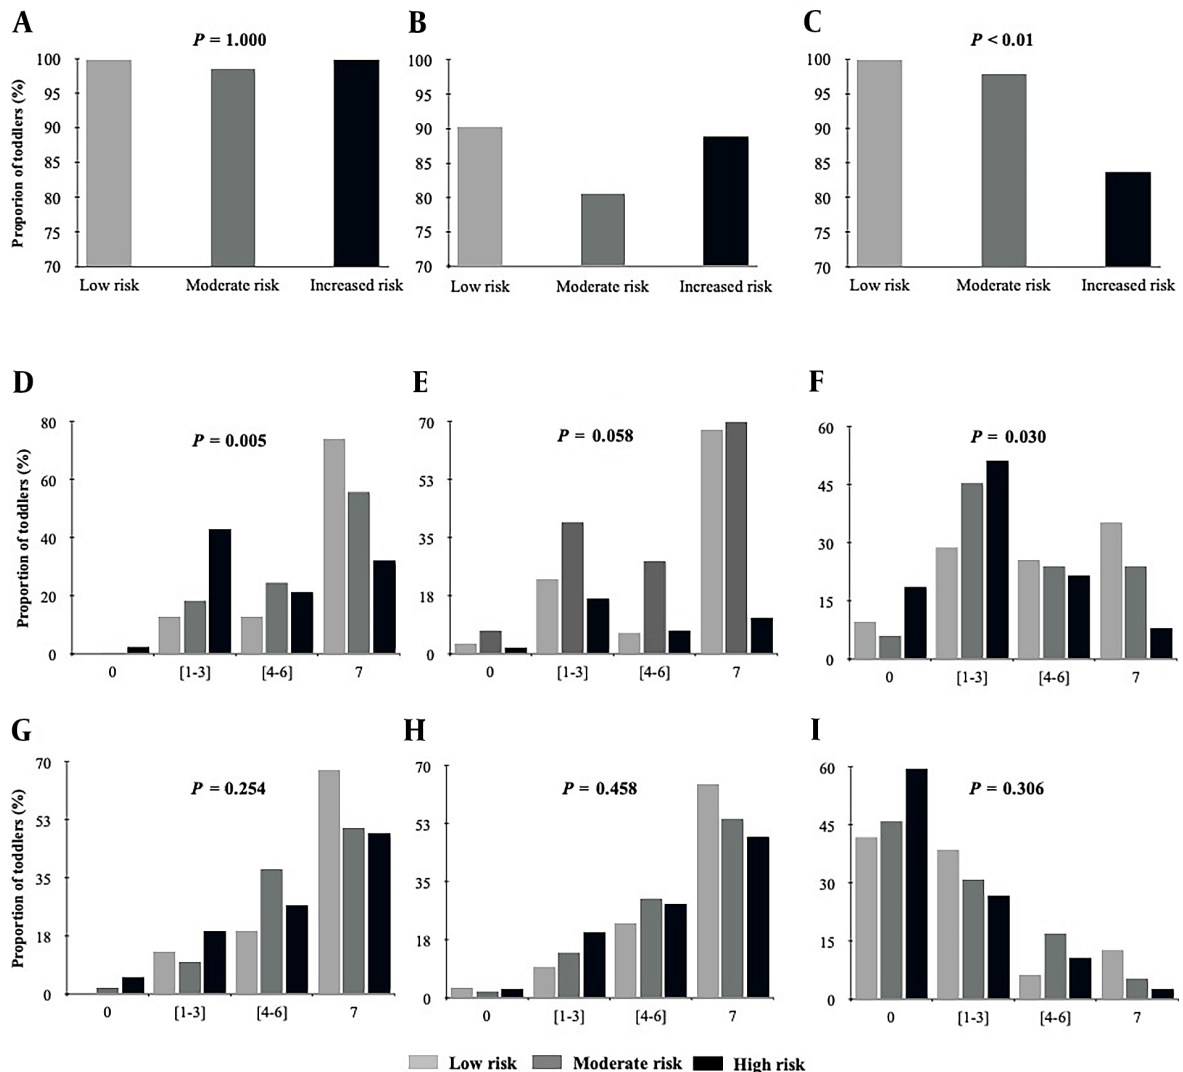 A
B
C
P = 1.000
P < 0.01
Proporion of toddlers (%)
100
95
90
85
80
75
70
Low risk
Moderate risk
Increased risk
100
95
90
85
80
75
70
Low risk
Moderate risk
Increased risk
100
95
90
85
80
75
70
Low risk
Moderate risk
Increased risk
D
E
F
P = 0.005
P = 0.058
P = 0.030
Proportion of toddlers (%)
80
60
40
20
0
0
[1-3]
[4-6]
7
70
53
35
18
0
0
[1-3]
[4-6]
7
60
45
30
15
0
0
[1-3]
[4-6]
7
G
H
I
P = 0.254
P = 0.458
P = 0.306
Proportion of toddlers (%)
70
53
35
18
0
0
[1-3]
[4-6]
7
70
53
35
18
0
0
[1-3]
[4-6]
7
60
45
30
15
0
0
[1-3]
[4-6]
7
Low risk
Moderate risk
High risk